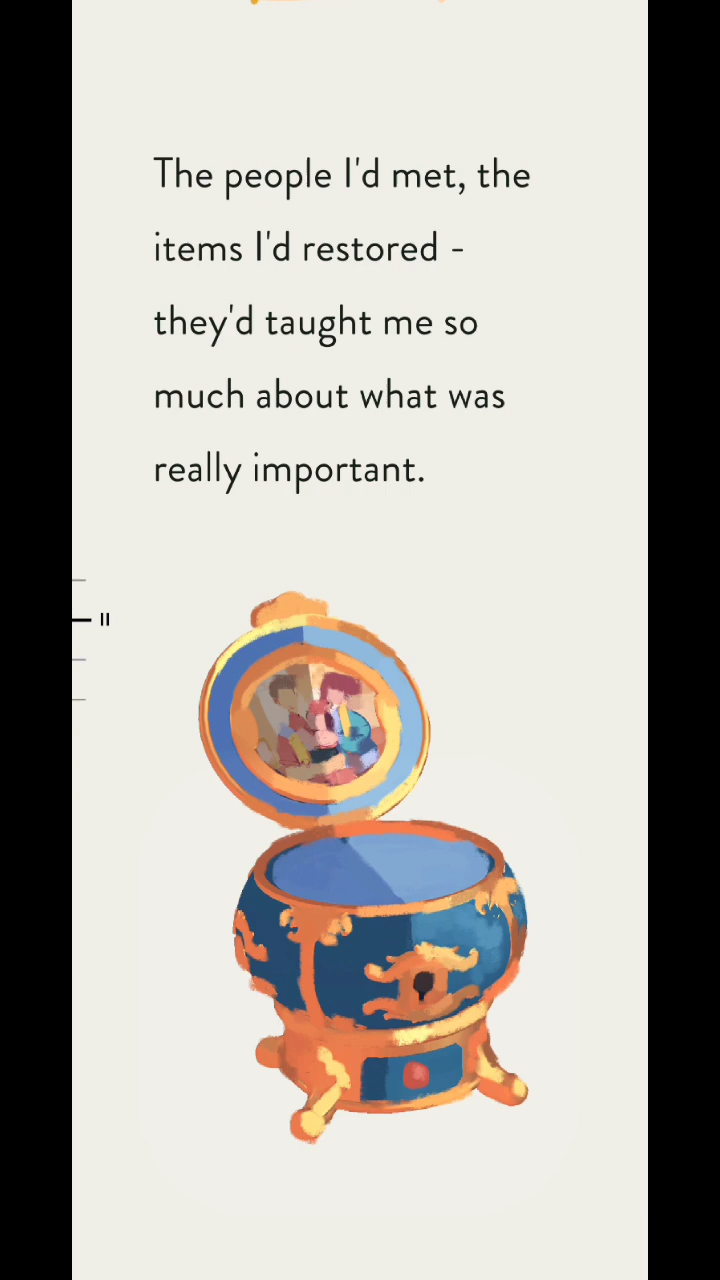 The people I'd met, the
items I'd restored -
they'd taught me so
much about what was
really important.